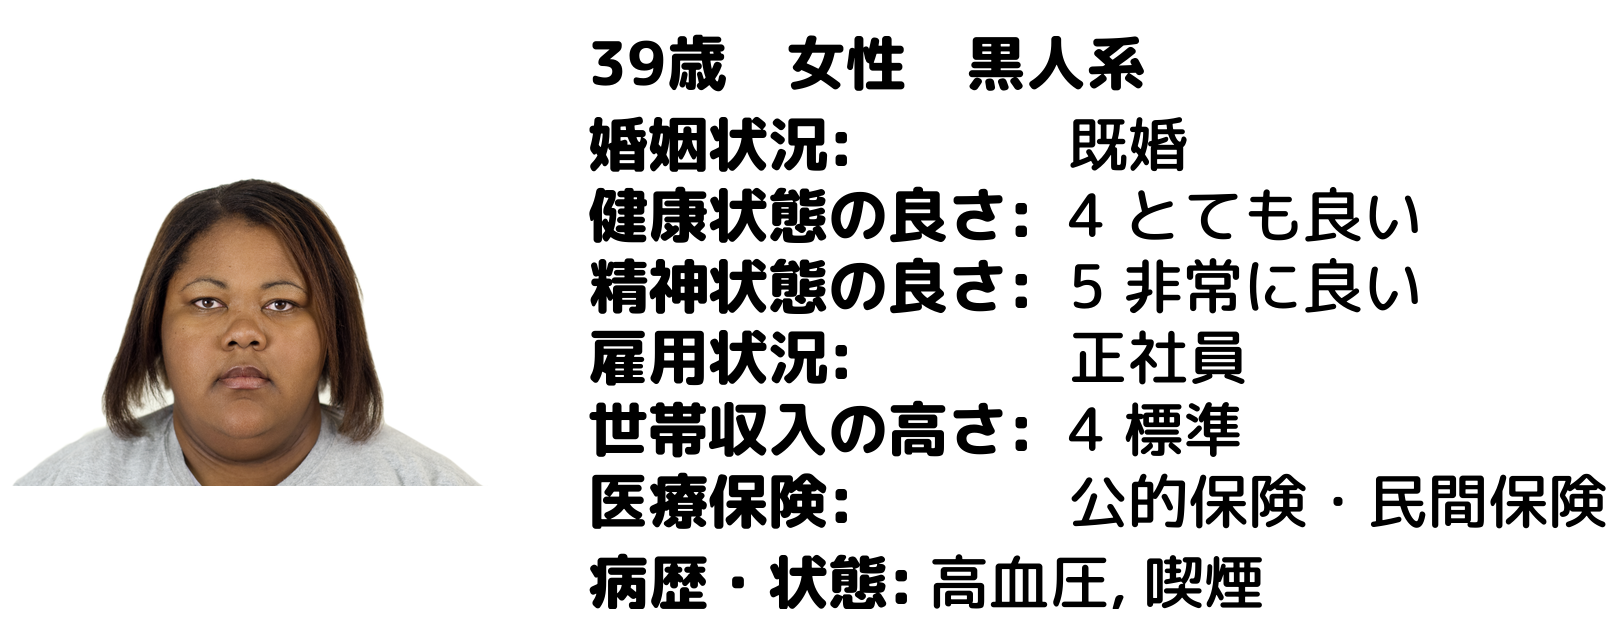 39歳　女性　黒人系
婚姻状況: 既婚
健康状態の良さ: 4 とても良い
精神状態の良さ: 5 非常に良い
雇用状況: 正社員
世帯収入の高さ: 4 標準
医療保険: 公的保険・民間保険
病歴・状態: 高血圧, 喫煙